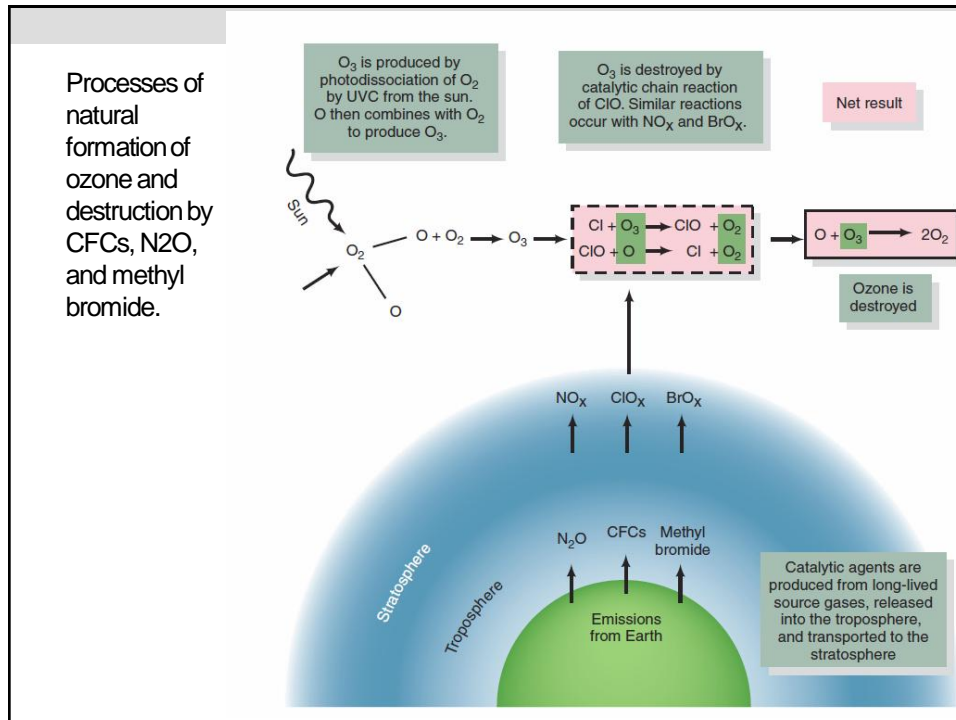 Processes of
natural
formation of
ozone and
destruction by
CFCs, N2O,
and methyl
bromide.
O₃ is produced by
photodissociation of O₂
by UVC from the sun.
O then combines with O₂
to produce O₃.
O₃ is destroyed by
catalytic chain reaction
of ClO. Similar reactions
occur with NOₓ and BrOₓ.
Net result
Sun
O₂
O + O₂ → O₃
O
Cl + O₃ → ClO + O₂
ClO + O → Cl + O₂
O + O₃ → 2O₂
Ozone is
destroyed
NOₓ ClOₓ BrOₓ
N₂O CFCs Methyl
bromide
Stratosphere
Troposphere
Emissions
from Earth
Catalytic agents are
produced from long-lived
source gases, released
into the troposphere,
and transported to the
stratosphere